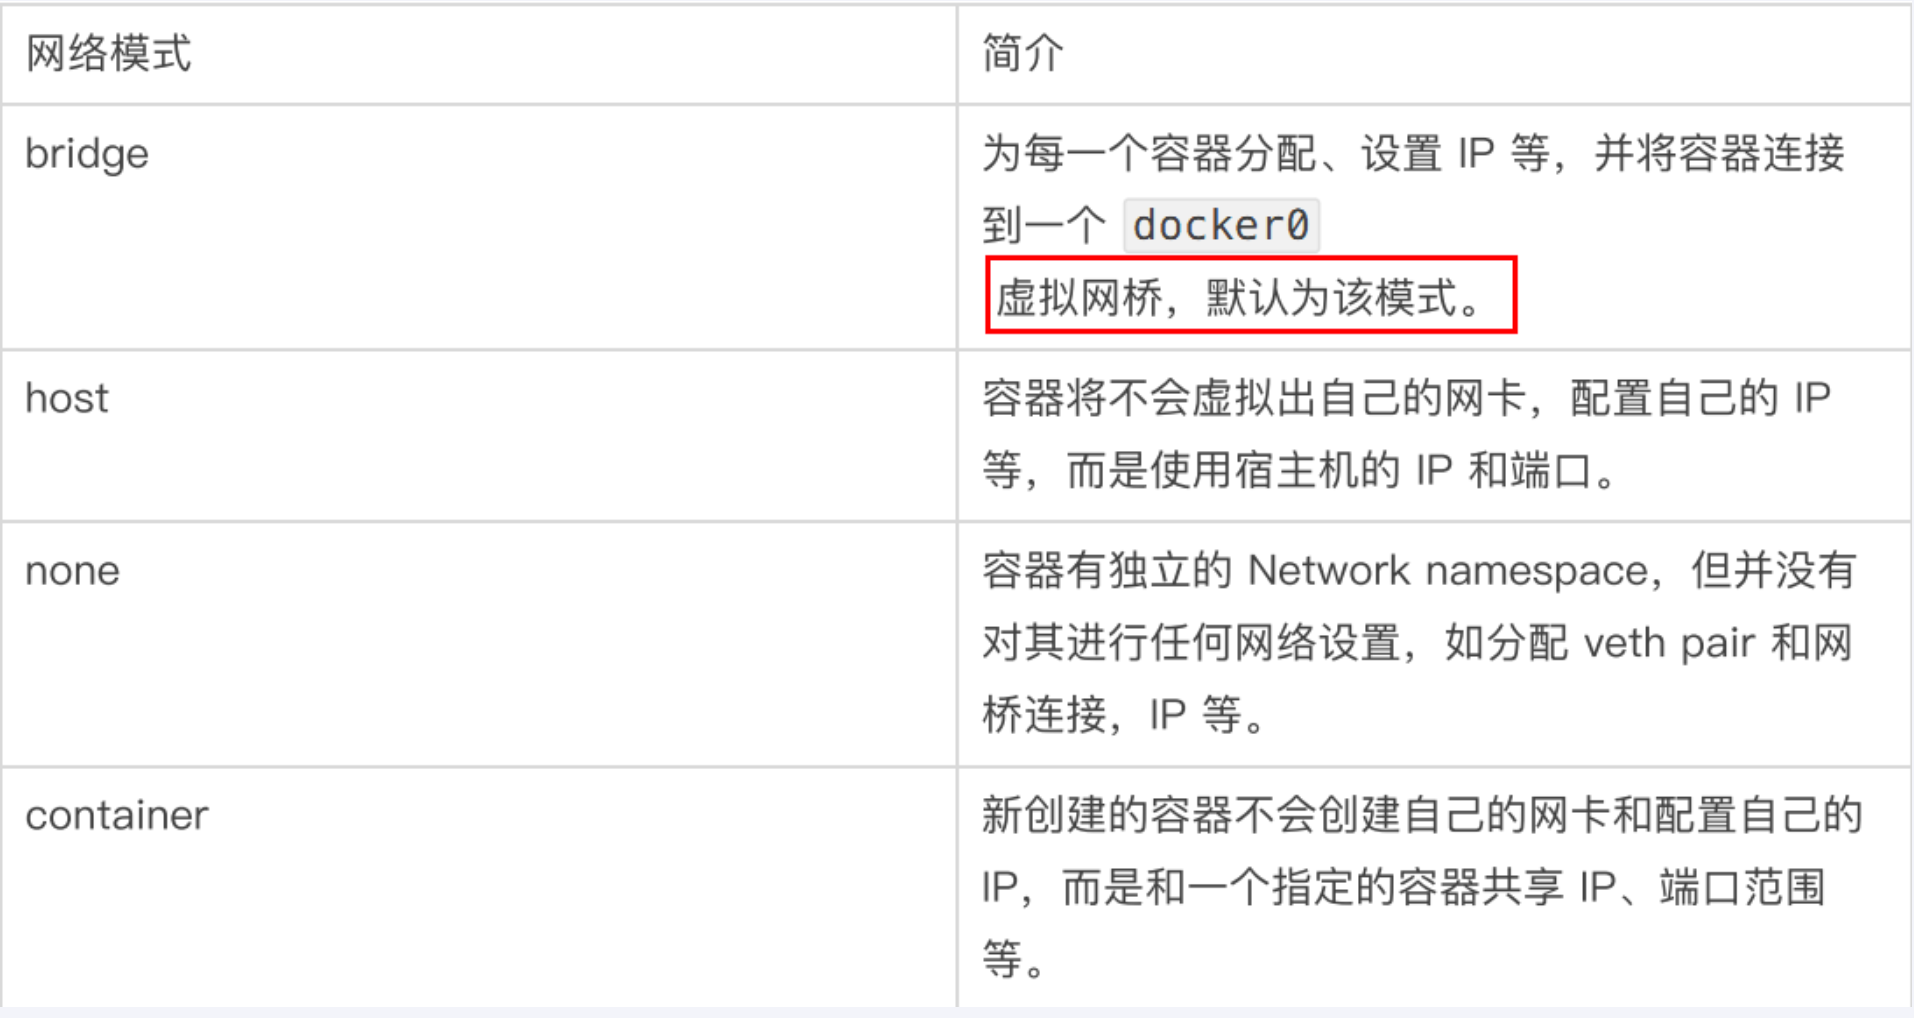 网络模式
简介
bridge
为每一个容器分配、设置 IP 等，并将容器连接
到一个 docker0
虚拟网桥，默认为该模式。
host
容器将不会虚拟出自己的网卡，配置自己的 IP
等，而是使用宿主机的 IP 和端口。
none
容器有独立的 Network namespace，但并没有
对其进行任何网络设置，如分配 veth pair 和网
桥连接，IP 等。
container
新创建的容器不会创建自己的网卡和配置自己的
IP，而是和一个指定的容器共享 IP、端口范围
等。